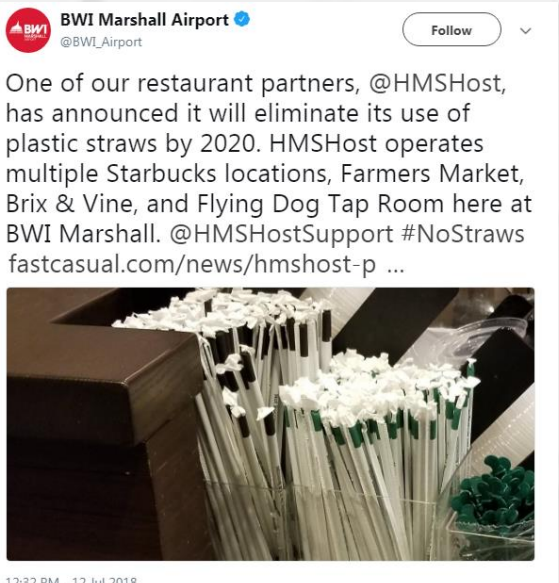 BWI Marshall Airport
@BWI_Airport
Follow
BWI
MARSHALL
One of our restaurant partners, @HMSHost,
has announced it will eliminate its use of
plastic straws by 2020. HMSHost operates
multiple Starbucks locations, Farmers Market,
Brix & Vine, and Flying Dog Tap Room here at
BWI Marshall. @HMSHostSupport #NoStraws
fastcasual.com/news/hmshost-p ...
12:32 PM - 12 Jul 2018